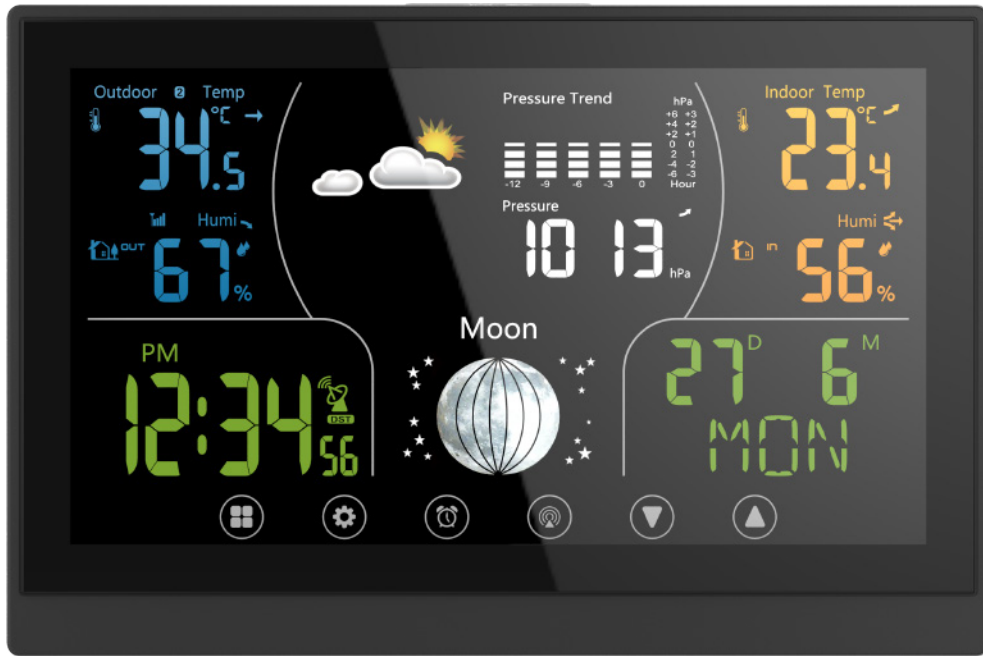 Outdoor 2 Temp
34.5 °C
Humi
OUT
67%
Pressure Trend
hPa
+6 +3
+4 +2
+2 +1
0 0
2 1
-4 -2
-6 -3
-12 -9 -6 -3 0 Hour
Pressure
1013 hPa
Indoor Temp
23.4 °C
Humi
IN
56%
PM
12:34 56
DST
Moon
27 D 6 M
MON